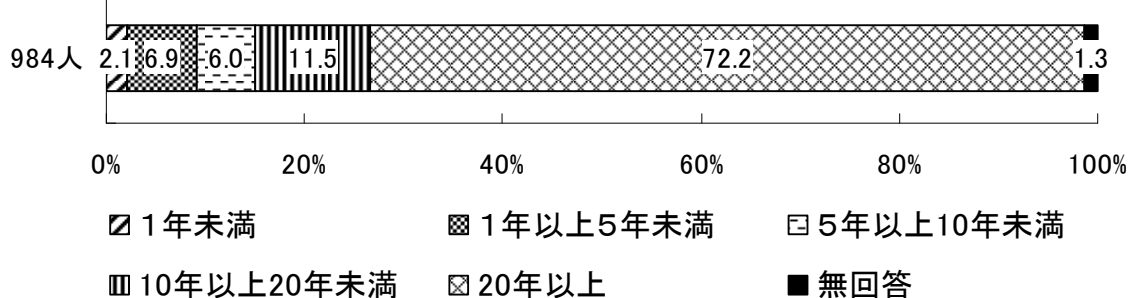 984人 2.1 6.9 6.0 11.5 72.2 1.3
0% 20% 40% 60% 80% 100%
１年未満 １年以上５年未満 ５年以上10年未満
10年以上20年未満 20年以上 無回答